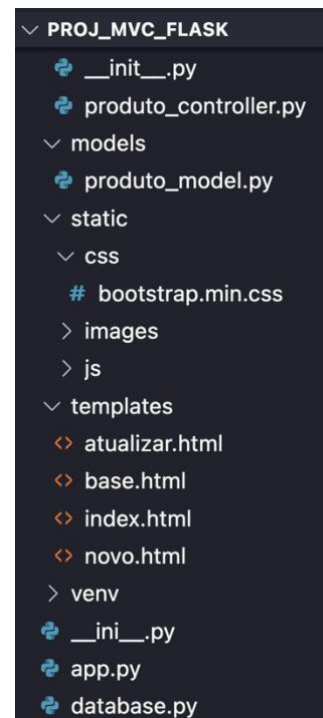 PROJ_MVC_FLASK
__init__.py
produto_controller.py
models
produto_model.py
static
css
# bootstrap.min.css
images
js
templates
<> atualizar.html
<> base.html
<> index.html
<> novo.html
venv
__ini__.py
app.py
database.py